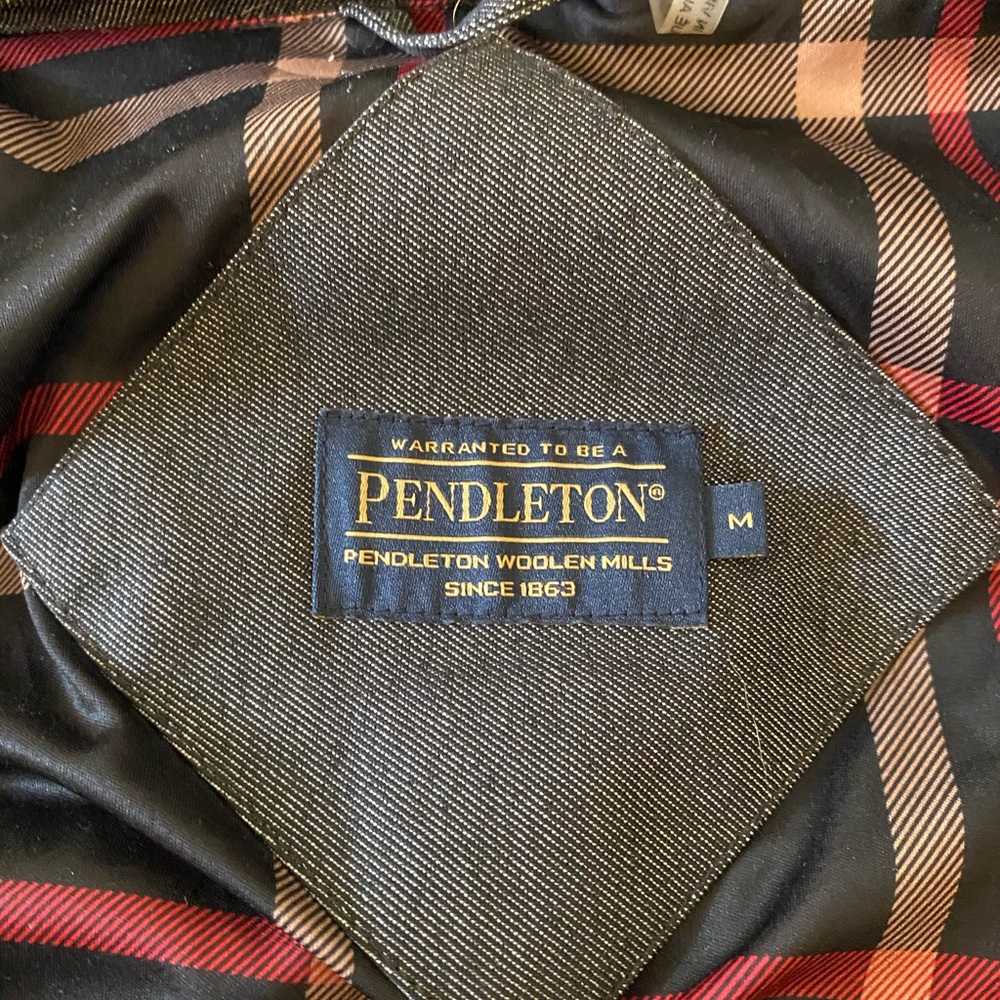 WARRANTED TO BE A
PENDLETON®
M
PENDLETON WOOLEN MILLS
SINCE 1863